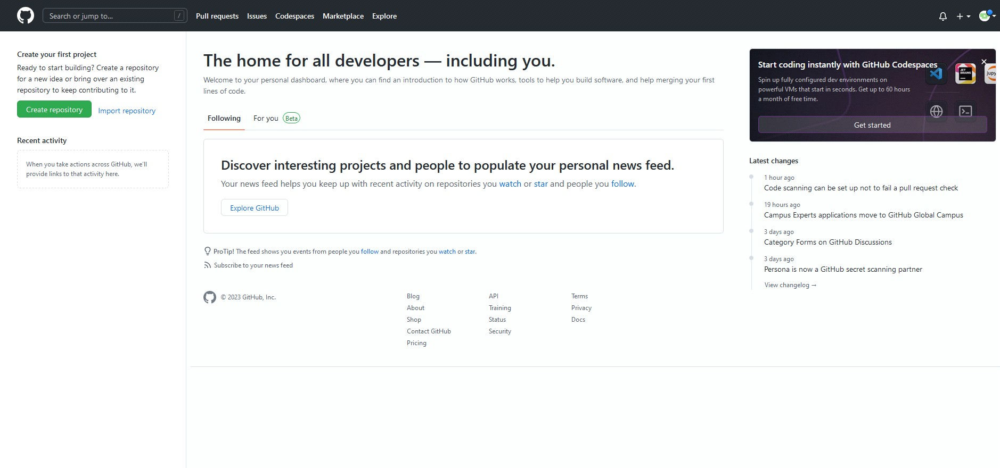 Search or jump to...
/
Pull requests
Issues
Codespaces
Marketplace
Explore
Create your first project
Ready to start building? Create a repository
for a new idea or bring over an existing
repository to keep contributing to it.
Create repository
Import repository
Recent activity
When you take actions across GitHub, we'll
provide links to that activity here.
The home for all developers — including you.
Welcome to your personal dashboard, where you can find an introduction to how GitHub works, tools to help you build software, and help merging your first
lines of code.
Following
For you
Beta
Discover interesting projects and people to populate your personal news feed.
Your news feed helps you keep up with recent activity on repositories you watch or star and people you follow.
Explore GitHub
ProTip! The feed shows you events from people you follow and repositories you watch or star.
Subscribe to your news feed
© 2023 GitHub, Inc.
Blog
About
Shop
Contact GitHub
Pricing
API
Training
Status
Security
Terms
Privacy
Docs
Start coding instantly with GitHub Codespaces
Spin up fully configured dev environments on
powerful VMs that start in seconds. Get up to 60 hours
a month of free time.
JET
BRAINS
jupy
Get started
Latest changes
1 hour ago
Code scanning can be set up not to fail a pull request check
19 hours ago
Campus Experts applications move to GitHub Global Campus
3 days ago
Category Forms on GitHub Discussions
3 days ago
Persona is now a GitHub secret scanning partner
View changelog →